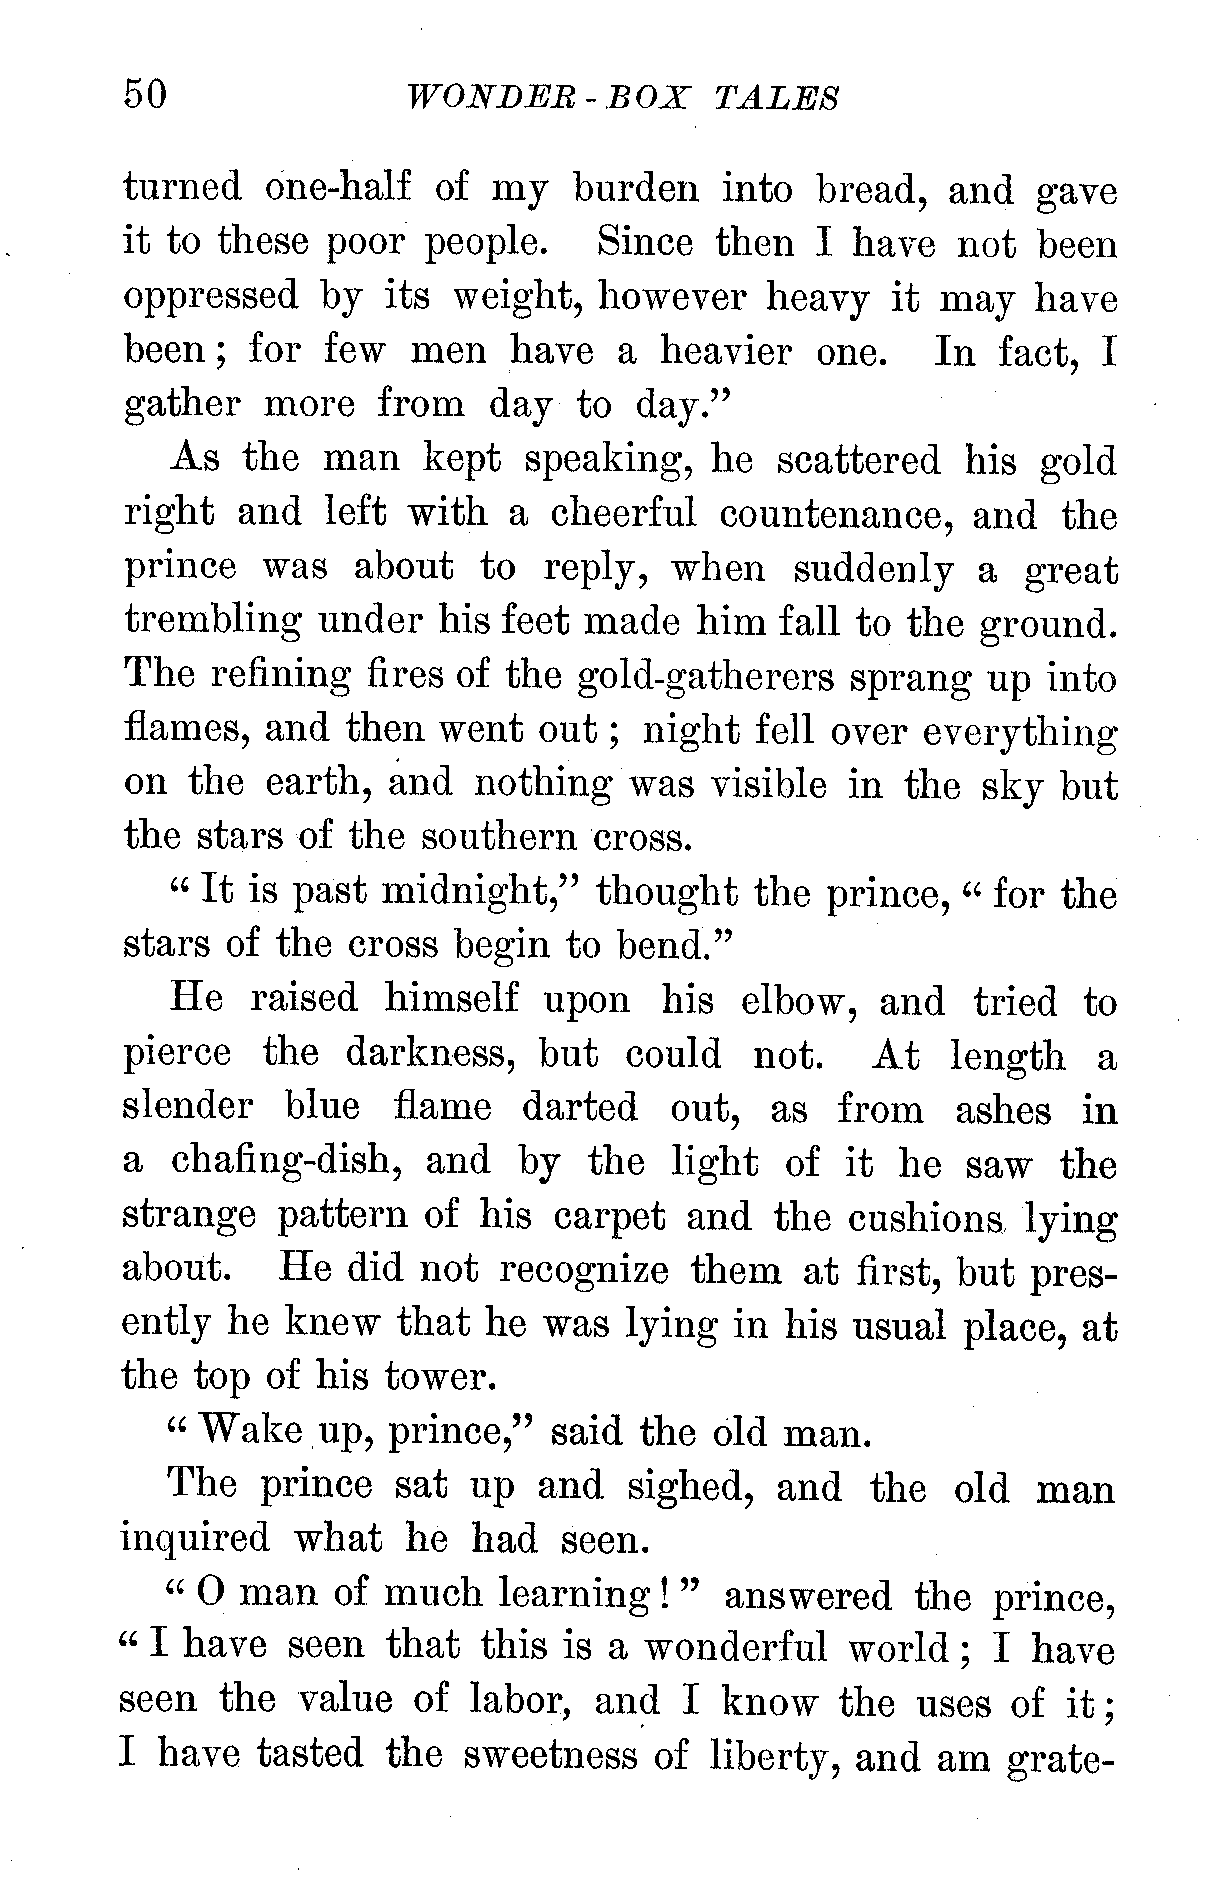 50 WONDER-BOX TALES
turned one-half of my burden into bread, and gave
it to these poor people. Since then I have not been
oppressed by its weight, however heavy it may have
been; for few men have a heavier one. In fact, I
gather more from day to day."
As the man kept speaking, he scattered his gold
right and left with a cheerful countenance, and the
prince was about to reply, when suddenly a great
trembling under his feet made him fall to the ground.
The refining fires of the gold-gatherers sprang up into
flames, and then went out; night fell over everything
on the earth, and nothing was visible in the sky but
the stars of the southern cross.
"It is past midnight," thought the prince, "for the
stars of the cross begin to bend."
He raised himself upon his elbow, and tried to
pierce the darkness, but could not. At length a
slender blue flame darted out, as from ashes in
a chafing-dish, and by the light of it he saw the
strange pattern of his carpet and the cushions lying
about. He did not recognize them at first, but pres-
ently he knew that he was lying in his usual place, at
the top of his tower.
"Wake up, prince," said the old man.
The prince sat up and sighed, and the old man
inquired what he had seen.
"O man of much learning!" answered the prince,
"I have seen that this is a wonderful world; I have
seen the value of labor, and I know the uses of it;
I have tasted the sweetness of liberty, and am grate-